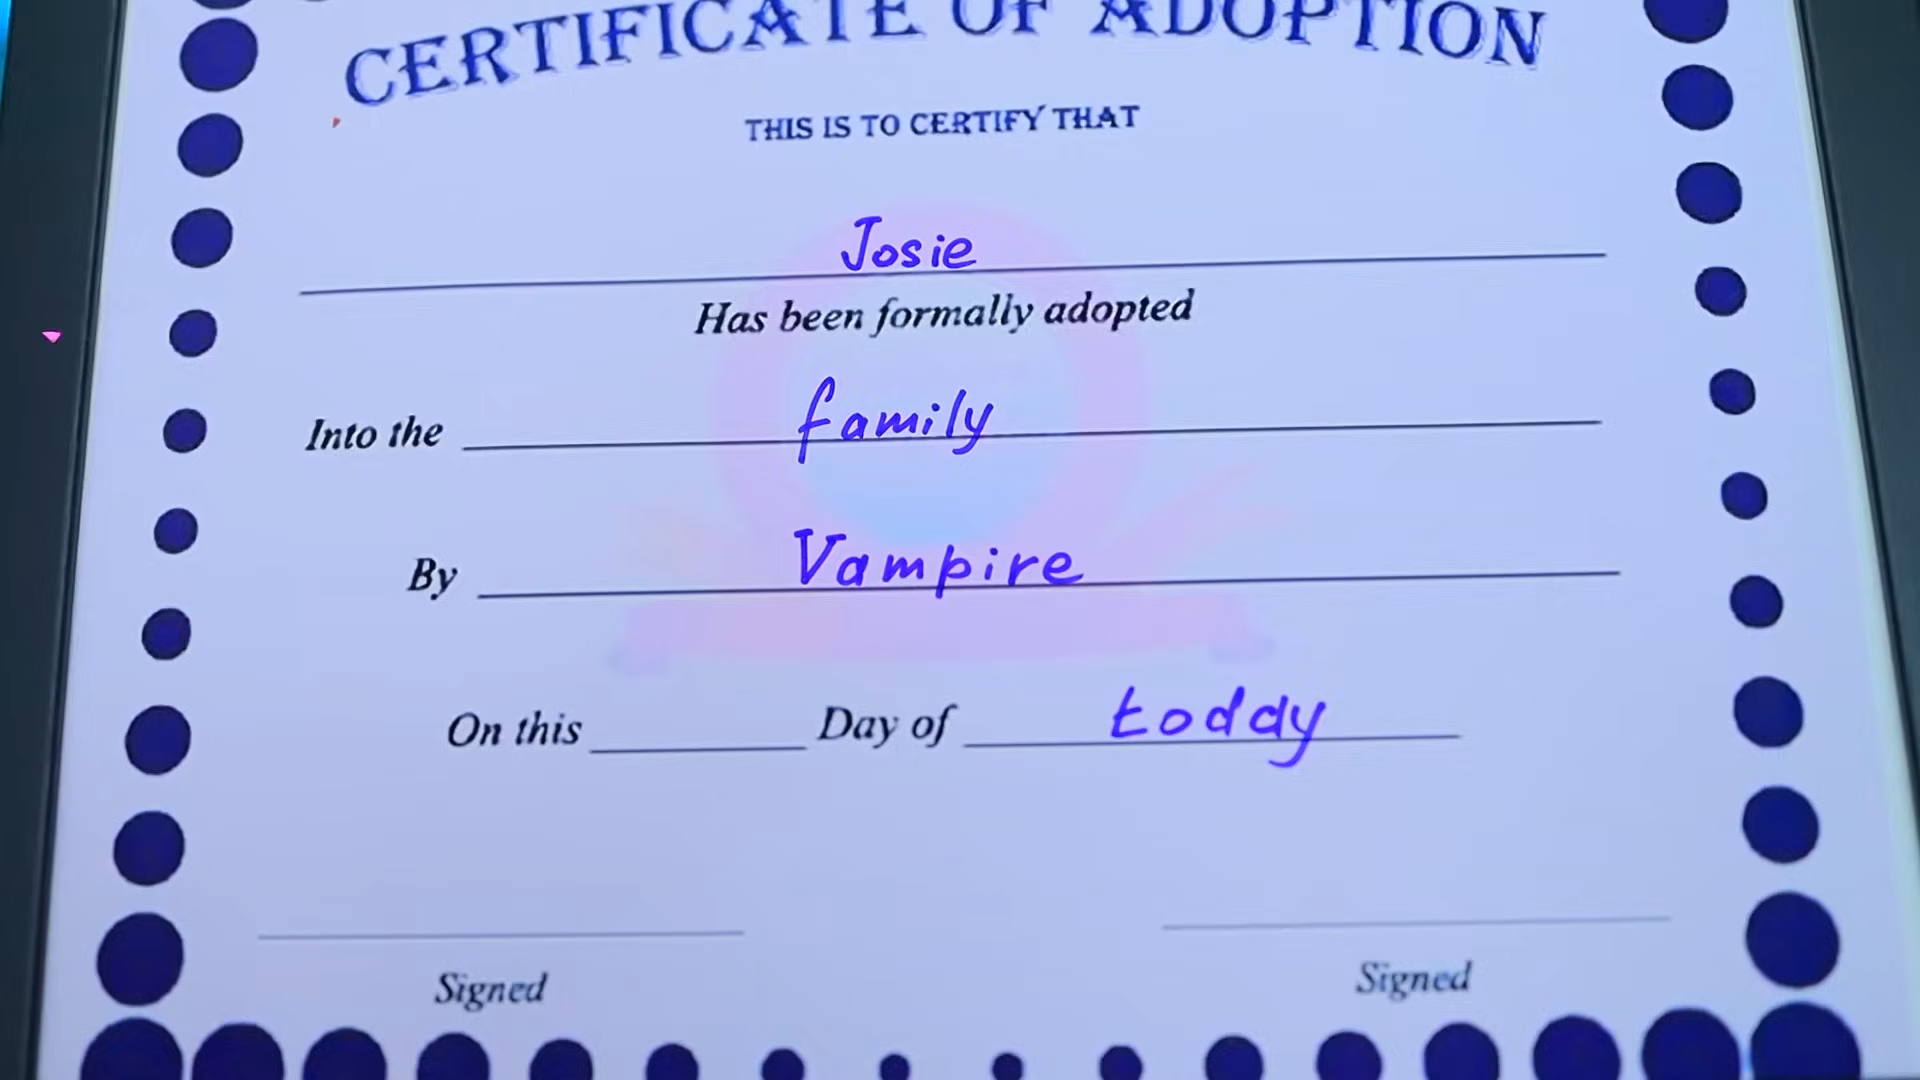 CERTIFICATE OF ADOPTION
THIS IS TO CERTIFY THAT
Josie
Has been formally adopted
Into the family
By Vampire
On this Day of toddy
Signed Signed